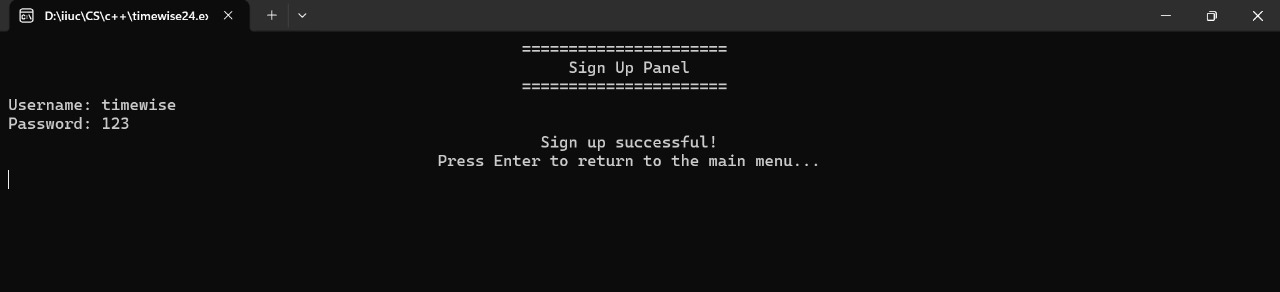 D:\iiuc\CS\c++\timewise24.ex
======================
Sign Up Panel
======================
Username: timewise
Password: 123
Sign up successful!
Press Enter to return to the main menu...